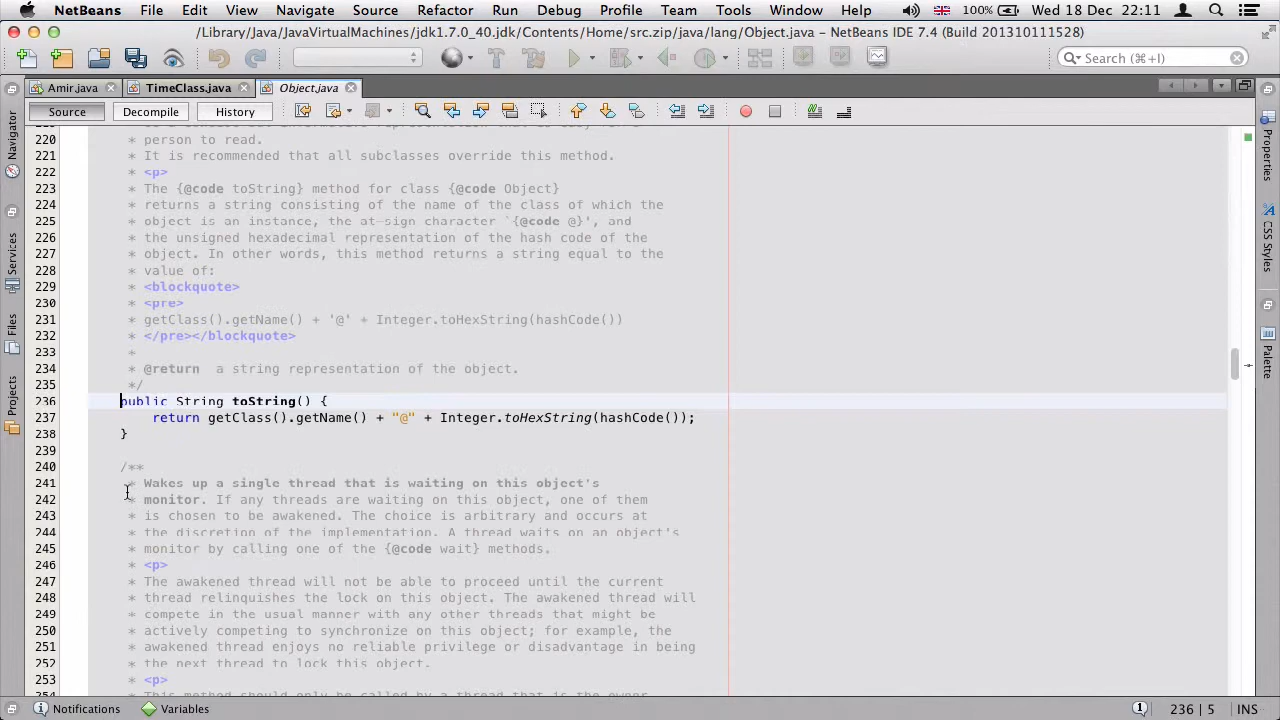 NetBeans File Edit View Navigate Source Refactor Run Debug Profile Team Tools Window Help 100% Wed 18 Dec 22:11
/Library/Java/JavaVirtualMachines/jdk1.7.0_40.jdk/Contents/Home/src.zip/java/lang/Object.java - NetBeans IDE 7.4 (Build 201310111528)
Search (⌘+I)
Amir.java TimeClass.java Object.java
Source Decompile History
Navigator
Services
Files
Projects
220 * person to read.
221 * It is recommended that all subclasses override this method.
222 * <p>
223 * The {@code toString} method for class {@code Object}
224 * returns a string consisting of the name of the class of which the
225 * object is an instance, the at-sign character `{@code @}', and
226 * the unsigned hexadecimal representation of the hash code of the
227 * object. In other words, this method returns a string equal to the
228 * value of:
229 * <blockquote>
230 * <pre>
231 * getClass().getName() + '@' + Integer.toHexString(hashCode())
232 * </pre></blockquote>
233 *
234 * @return  a string representation of the object.
235 */
236 public String toString() {
237 return getClass().getName() + "@" + Integer.toHexString(hashCode());
238 }
239
240 /**
241 * Wakes up a single thread that is waiting on this object's
242 * monitor. If any threads are waiting on this object, one of them
243 * is chosen to be awakened. The choice is arbitrary and occurs at
244 * the discretion of the implementation. A thread waits on an object's
245 * monitor by calling one of the {@code wait} methods.
246 * <p>
247 * The awakened thread will not be able to proceed until the current
248 * thread relinquishes the lock on this object. The awakened thread will
249 * compete in the usual manner with any other threads that might be
250 * actively competing to synchronize on this object; for example, the
251 * awakened thread enjoys no reliable privilege or disadvantage in being
252 * the next thread to lock this object.
253 * <p>
254 * This method should only be called by a thread that is the owner
Properties
CSS Styles
Palette
Notifications Variables 1 236 | 5 INS